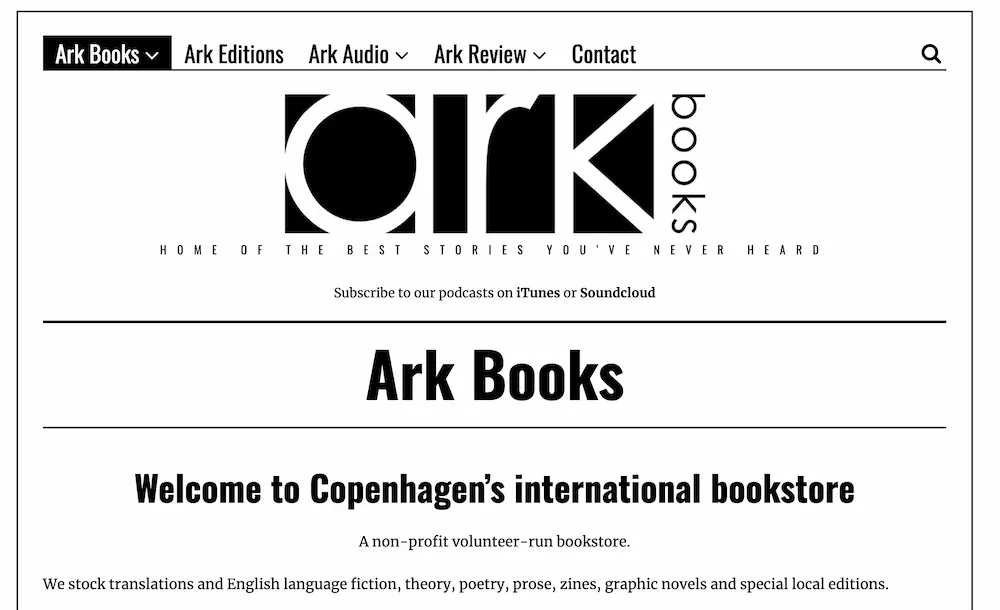 Ark Books Ark Editions Ark Audio Ark Review Contact
ark books
HOME OF THE BEST STORIES YOU'VE NEVER HEARD
Subscribe to our podcasts on iTunes or Soundcloud
Ark Books
Welcome to Copenhagen’s international bookstore
A non-profit volunteer-run bookstore.
We stock translations and English language fiction, theory, poetry, prose, zines, graphic novels and special local editions.